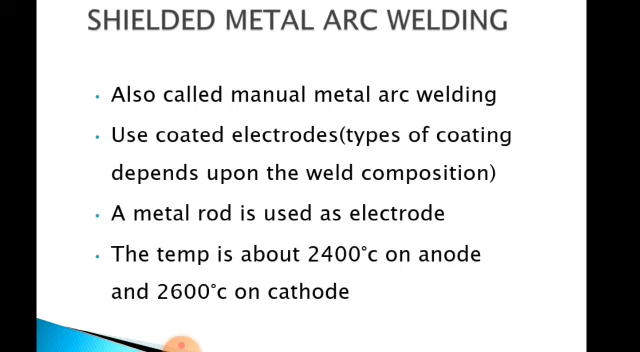 SHIELDED METAL ARC WELDING
• Also called manual metal arc welding
• Use coated electrodes(types of coating
depends upon the weld composition)
• A metal rod is used as electrode
• The temp is about 2400°c on anode
and 2600°c on cathode